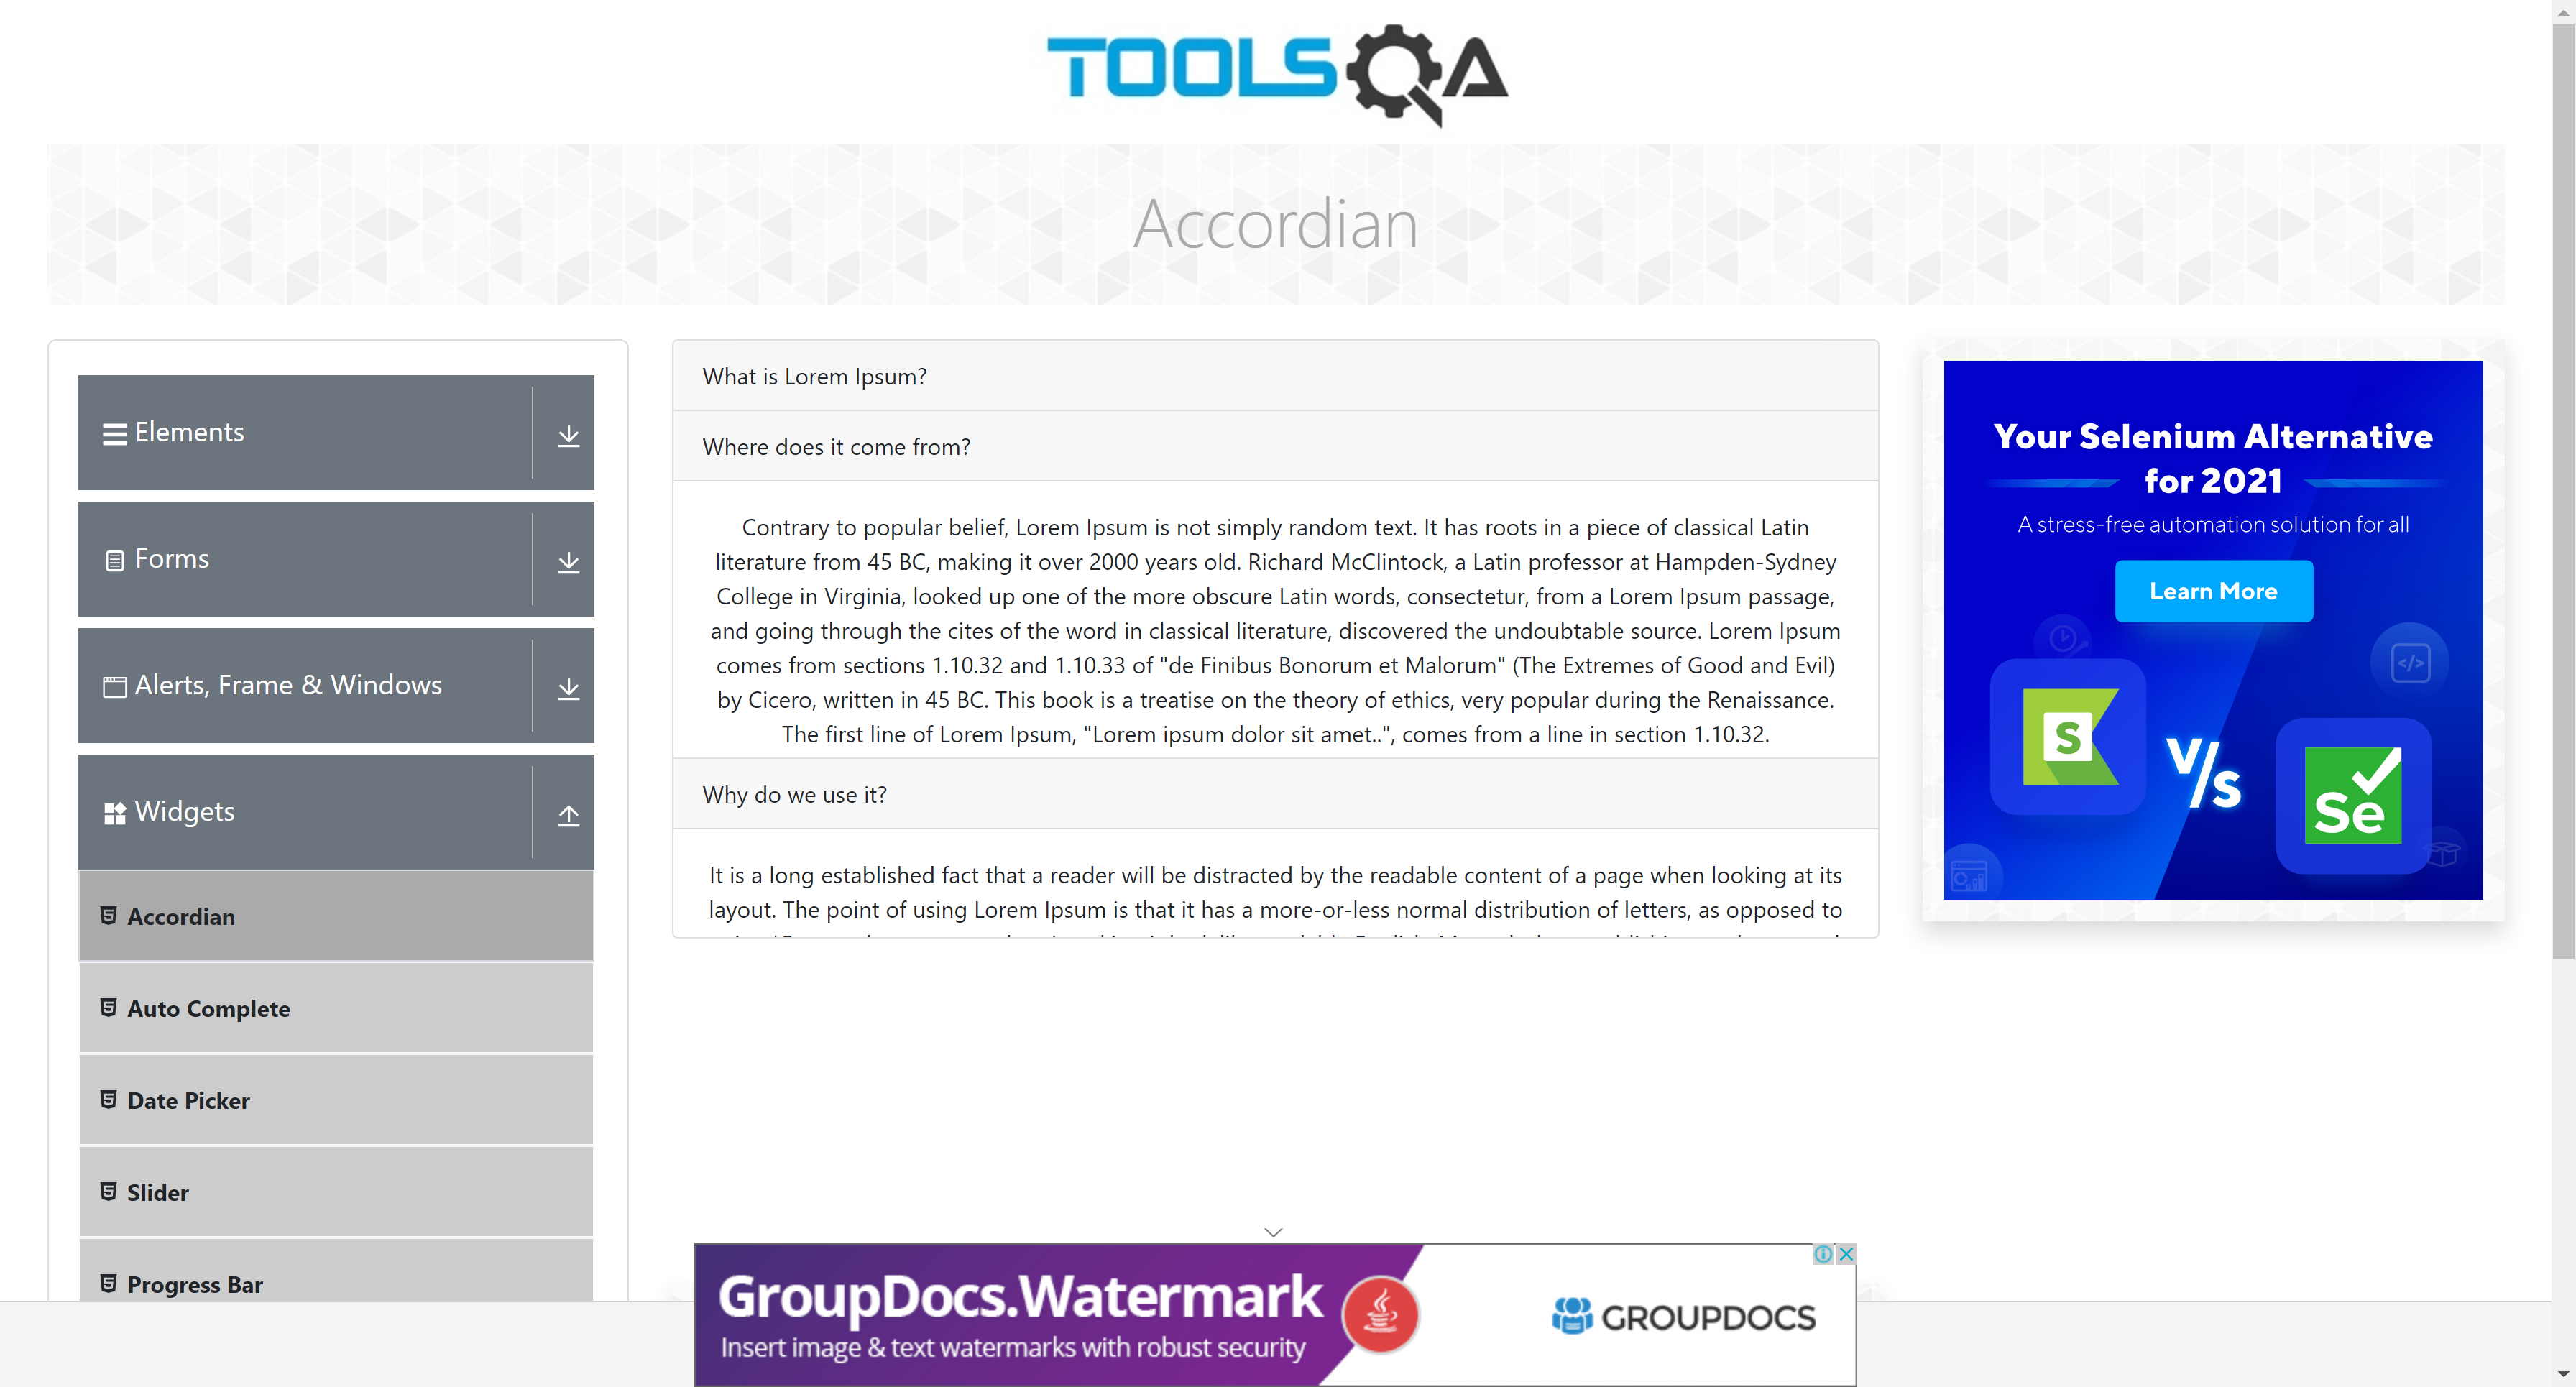 TOOLSQA
Accordian
Elements
Forms
Alerts, Frame & Windows
Widgets
Accordian
Auto Complete
Date Picker
Slider
Progress Bar
What is Lorem Ipsum?
Where does it come from?
Contrary to popular belief, Lorem Ipsum is not simply random text. It has roots in a piece of classical Latin
literature from 45 BC, making it over 2000 years old. Richard McClintock, a Latin professor at Hampden-Sydney
College in Virginia, looked up one of the more obscure Latin words, consectetur, from a Lorem Ipsum passage,
and going through the cites of the word in classical literature, discovered the undoubtable source. Lorem Ipsum
comes from sections 1.10.32 and 1.10.33 of "de Finibus Bonorum et Malorum" (The Extremes of Good and Evil)
by Cicero, written in 45 BC. This book is a treatise on the theory of ethics, very popular during the Renaissance.
The first line of Lorem Ipsum, "Lorem ipsum dolor sit amet..", comes from a line in section 1.10.32.
Why do we use it?
It is a long established fact that a reader will be distracted by the readable content of a page when looking at its
layout. The point of using Lorem Ipsum is that it has a more-or-less normal distribution of letters, as opposed to
Your Selenium Alternative
for 2021
A stress-free automation solution for all
Learn More
S
V/S
Se
GroupDocs.Watermark
Insert image & text watermarks with robust security
GROUPDOCS